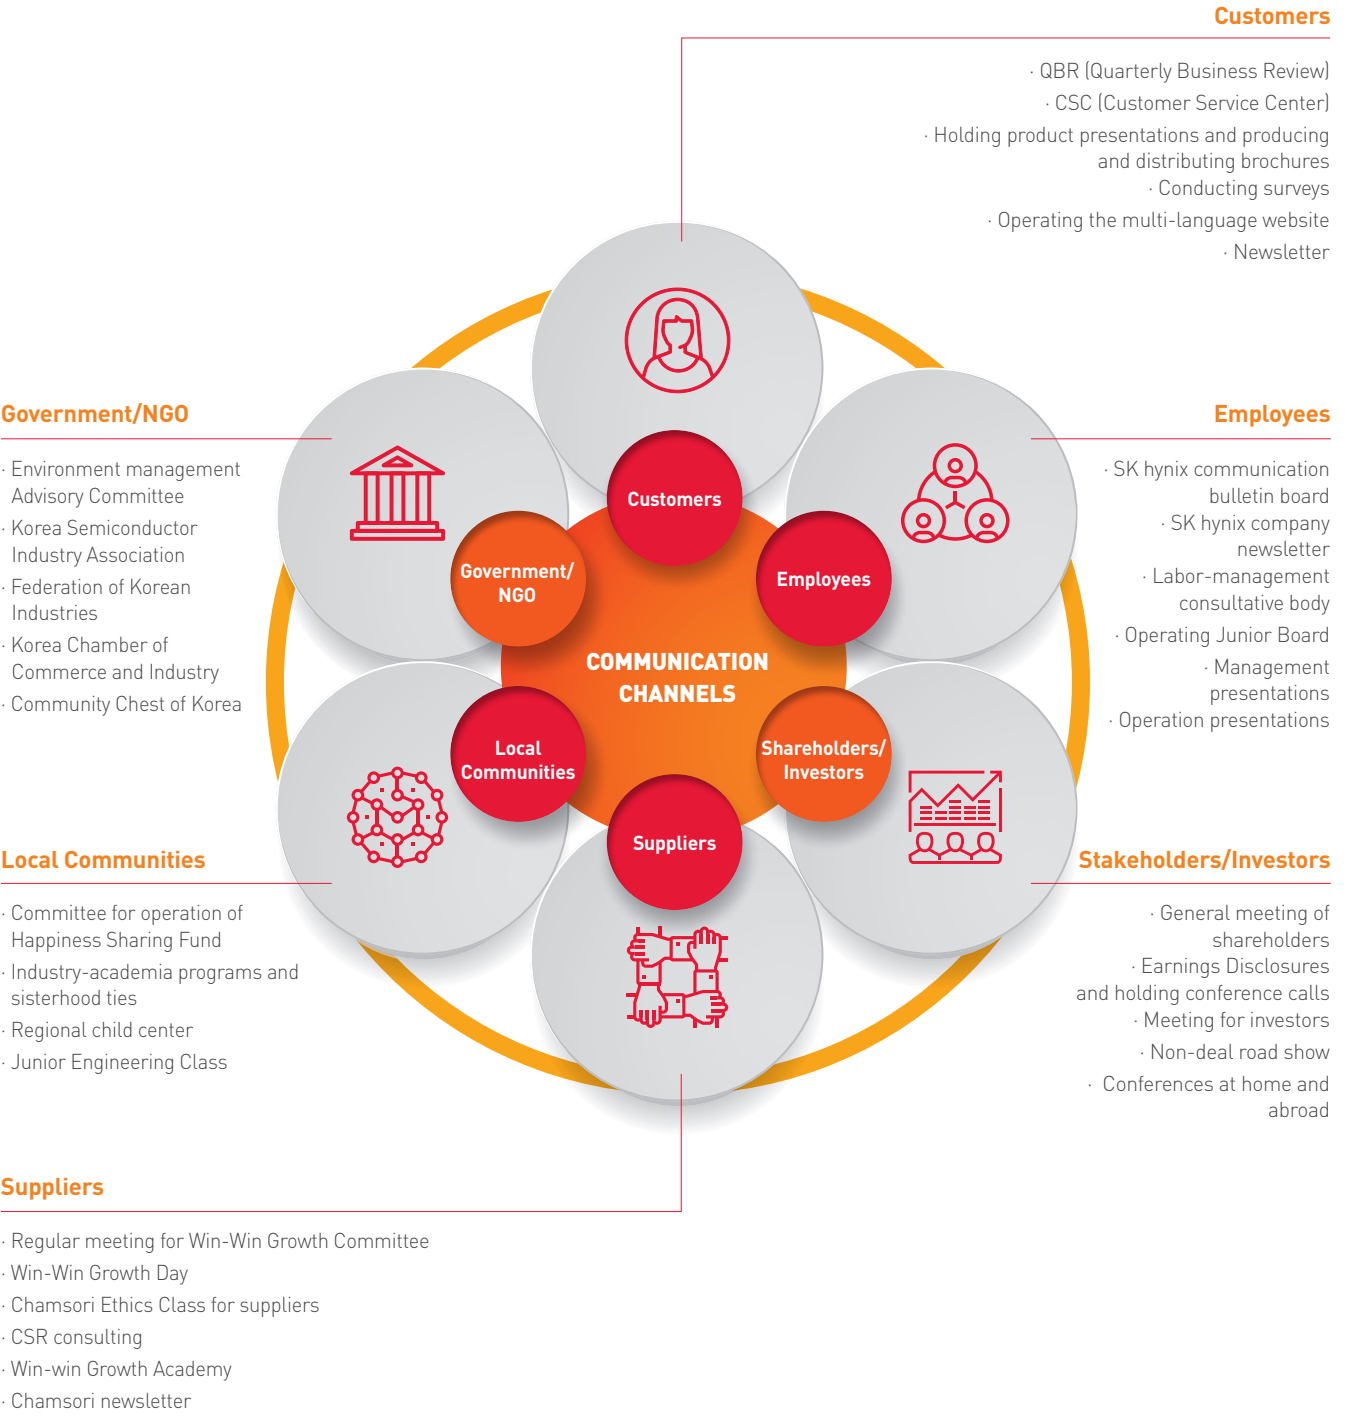 Customers
· QBR (Quarterly Business Review)
· CSC (Customer Service Center)
· Holding product presentations and producing
and distributing brochures
· Conducting surveys
· Operating the multi-language website
· Newsletter
Government/NGO
· Environment management
Advisory Committee
· Korea Semiconductor
Industry Association
· Federation of Korean
Industries
· Korea Chamber of
Commerce and Industry
· Community Chest of Korea
Employees
· SK hynix communication
bulletin board
· SK hynix company
newsletter
· Labor-management
consultative body
· Operating Junior Board
· Management
presentations
· Operation presentations
Customers
Government/
NGO
Employees
COMMUNICATION
CHANNELS
Local
Communities
Shareholders/
Investors
Suppliers
Local Communities
· Committee for operation of
Happiness Sharing Fund
· Industry-academia programs and
sisterhood ties
· Regional child center
· Junior Engineering Class
Stakeholders/Investors
· General meeting of
shareholders
· Earnings Disclosures
and holding conference calls
· Meeting for investors
· Non-deal road show
· Conferences at home and
abroad
Suppliers
· Regular meeting for Win-Win Growth Committee
· Win-Win Growth Day
· Chamsori Ethics Class for suppliers
· CSR consulting
· Win-win Growth Academy
· Chamsori newsletter